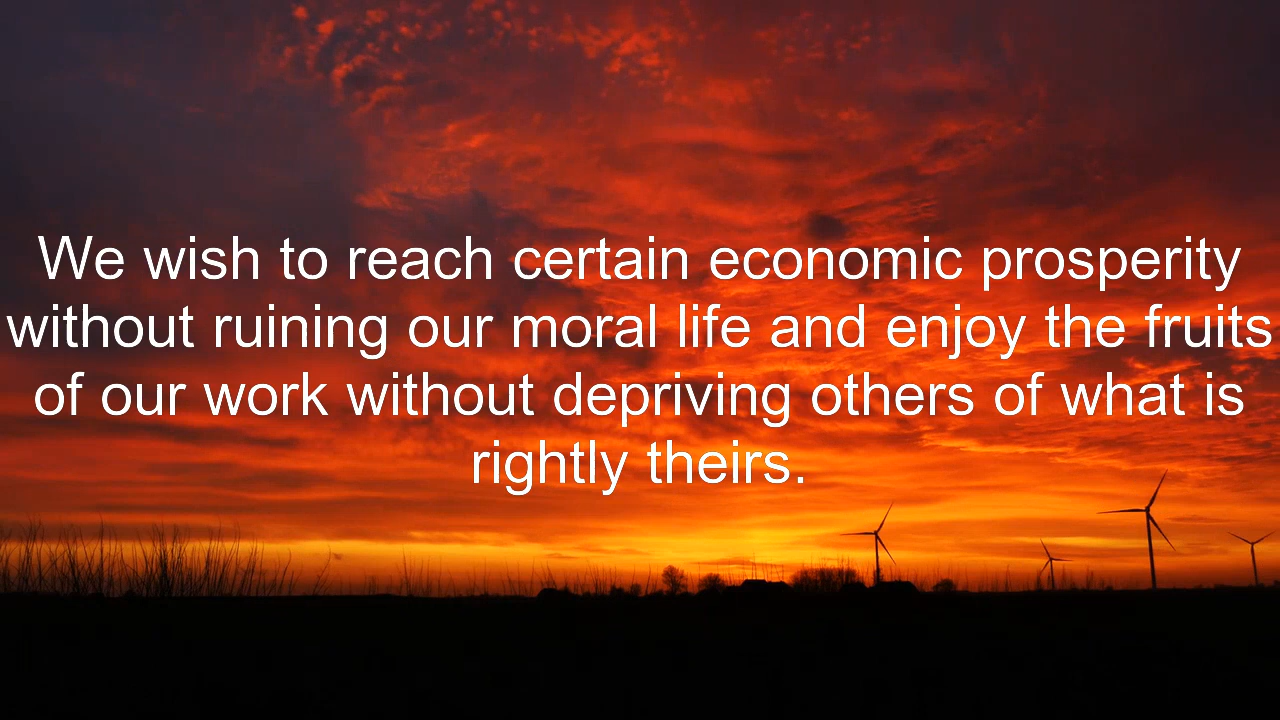 We wish to reach certain economic prosperity
without ruining our moral life and enjoy the fruits
of our work without depriving others of what is
rightly theirs.